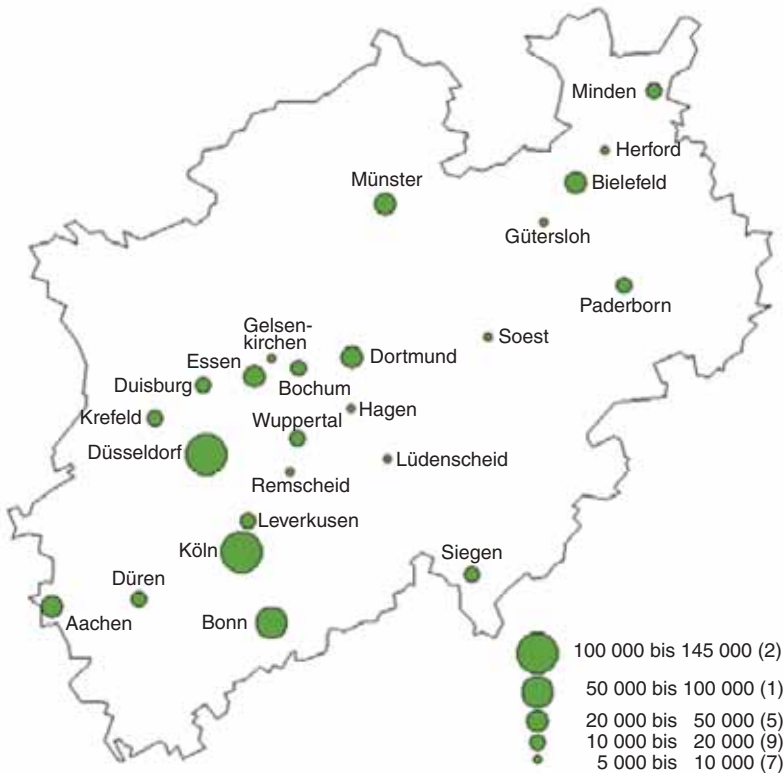 Minden
Herford
Münster
Bielefeld
Gütersloh
Paderborn
Gelsen-
kirchen
Soest
Essen
Dortmund
Duisburg
Bochum
Krefeld
Hagen
Wuppertal
Düsseldorf
Lüdenscheid
Remscheid
Leverkusen
Köln
Siegen
Düren
Aachen
Bonn
100 000 bis 145 000 (2)
50 000 bis 100 000 (1)
20 000 bis 50 000 (5)
10 000 bis 20 000 (9)
5 000 bis 10 000 (7)